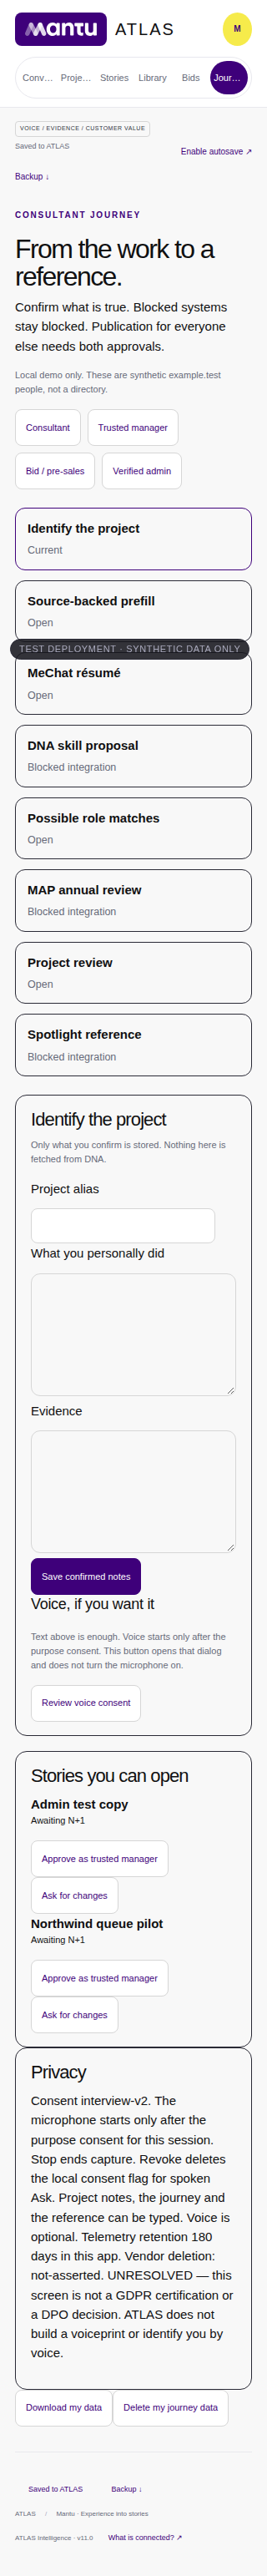 mantu ATLAS M
Conv… Proje… Stories Library Bids Jour…
VOICE / EVIDENCE / CUSTOMER VALUE
Saved to ATLAS
Enable autosave ↗
Backup ↓
CONSULTANT JOURNEY
From the work to a
reference.
Confirm what is true. Blocked systems
stay blocked. Publication for everyone
else needs both approvals.
Local demo only. These are synthetic example.test
people, not a directory.
Consultant Trusted manager
Bid / pre-sales Verified admin
Identify the project
Current
Source-backed prefill
Open
TEST DEPLOYMENT · SYNTHETIC DATA ONLY
MeChat résumé
Open
DNA skill proposal
Blocked integration
Possible role matches
Open
MAP annual review
Blocked integration
Project review
Open
Spotlight reference
Blocked integration
Identify the project
Only what you confirm is stored. Nothing here is
fetched from DNA.
Project alias
What you personally did
Evidence
Save confirmed notes
Voice, if you want it
Text above is enough. Voice starts only after the
purpose consent. This button opens that dialog
and does not turn the microphone on.
Review voice consent
Stories you can open
Admin test copy
Awaiting N+1
Approve as trusted manager
Ask for changes
Northwind queue pilot
Awaiting N+1
Approve as trusted manager
Ask for changes
Privacy
Consent interview-v2. The
microphone starts only after the
purpose consent for this session.
Stop ends capture. Revoke deletes
the local consent flag for spoken
Ask. Project notes, the journey and
the reference can be typed. Voice is
optional. Telemetry retention 180
days in this app. Vendor deletion:
not-asserted. UNRESOLVED — this
screen is not a GDPR certification or
a DPO decision. ATLAS does not
build a voiceprint or identify you by
voice.
Download my data Delete my journey data
Saved to ATLAS Backup ↓
ATLAS / Mantu · Experience into stories
ATLAS Intelligence · v11.0 What is connected? ↗